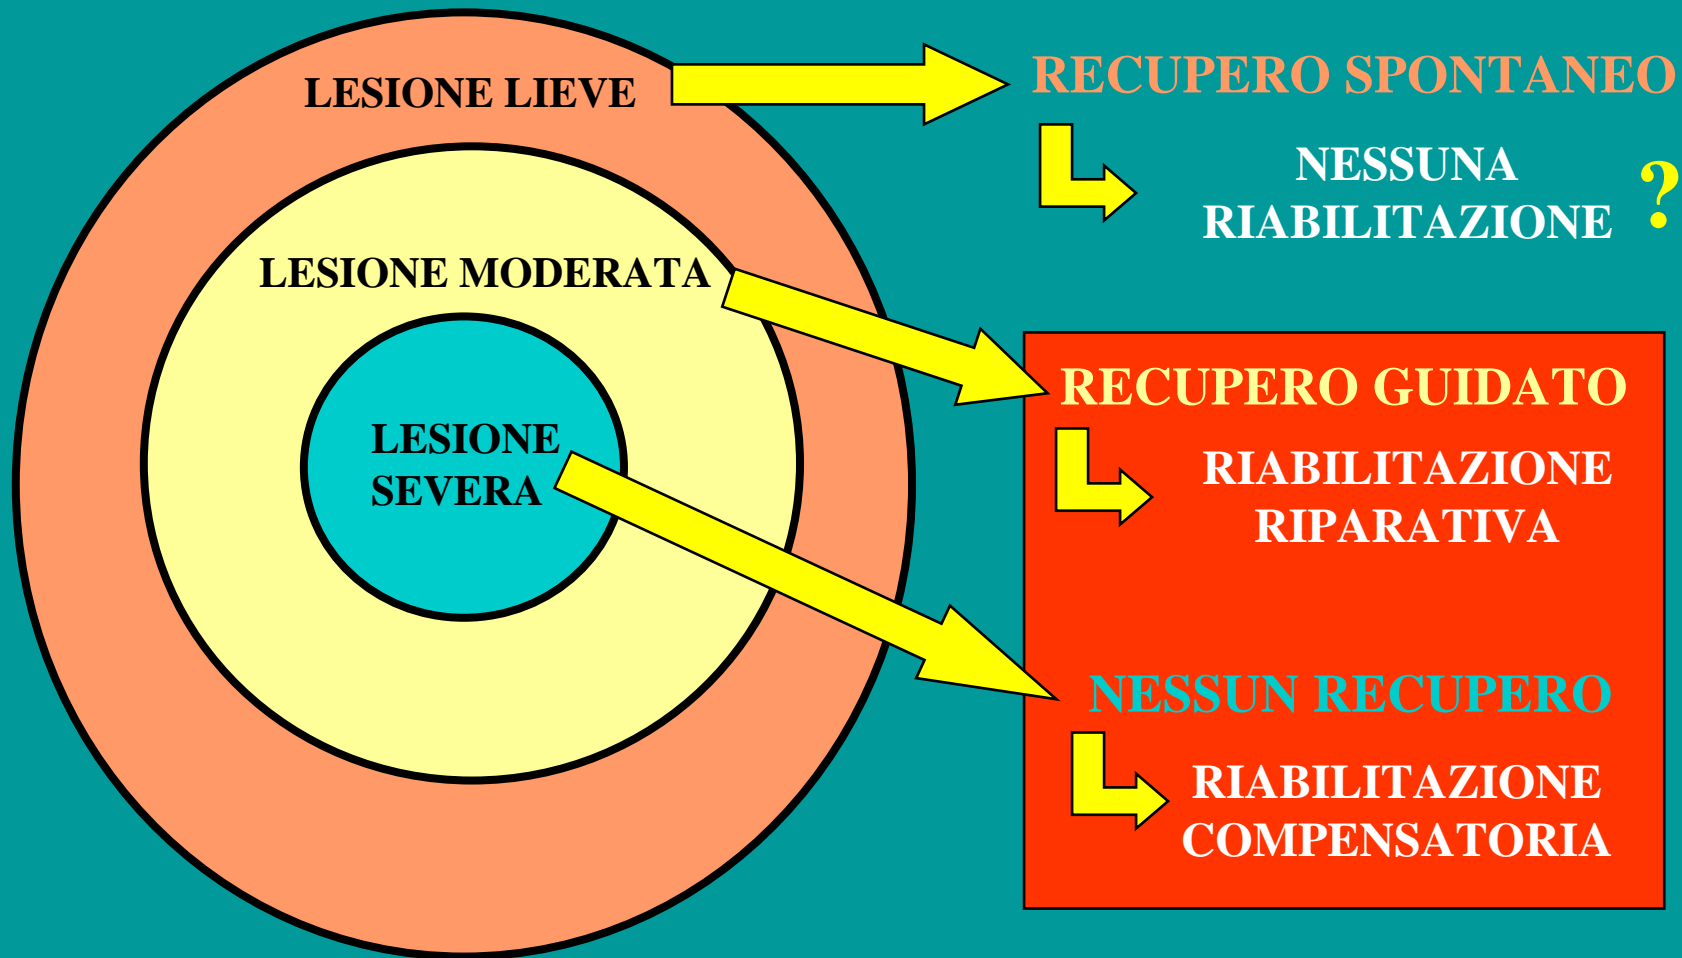 LESIONE LIEVE
RECUPERO SPONTANEO
NESSUNA
RIABILITAZIONE ?
LESIONE MODERATA
RECUPERO GUIDATO
RIABILITAZIONE
RIPARATIVA
LESIONE
SEVERA
NESSUN RECUPERO
RIABILITAZIONE
COMPENSATORIA